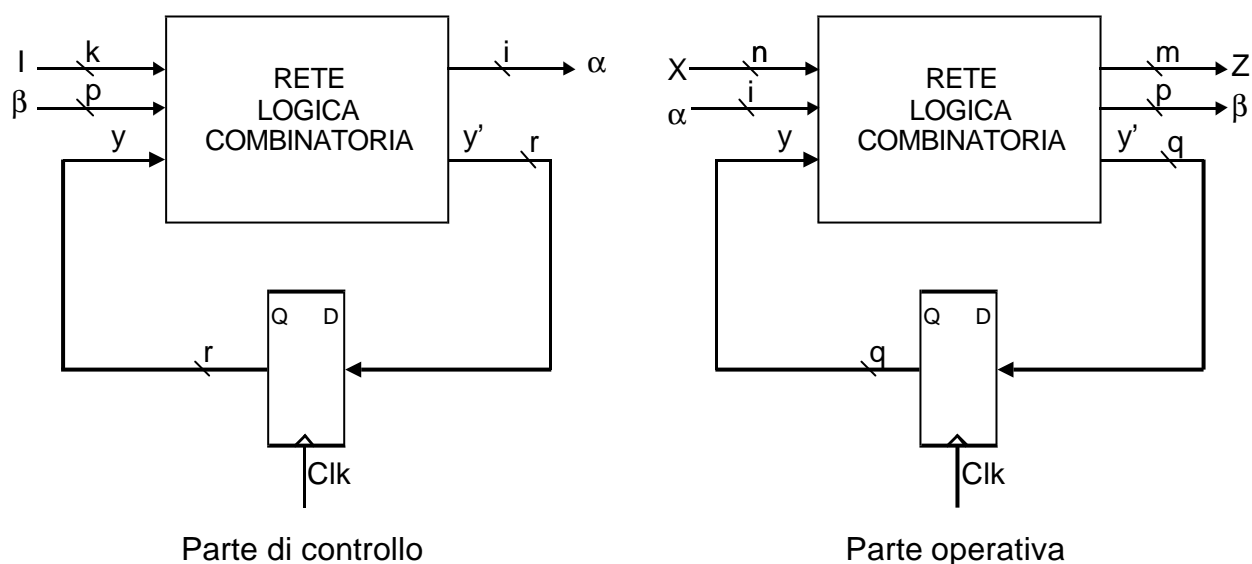 I
k
i
α
β
p
RETE
LOGICA
COMBINATORIA
y
y’
r
Q D
r
Clk
Parte di controllo
X
n
m
Z
α
i
p
β
RETE
LOGICA
COMBINATORIA
y
y’
q
Q D
q
Clk
Parte operativa